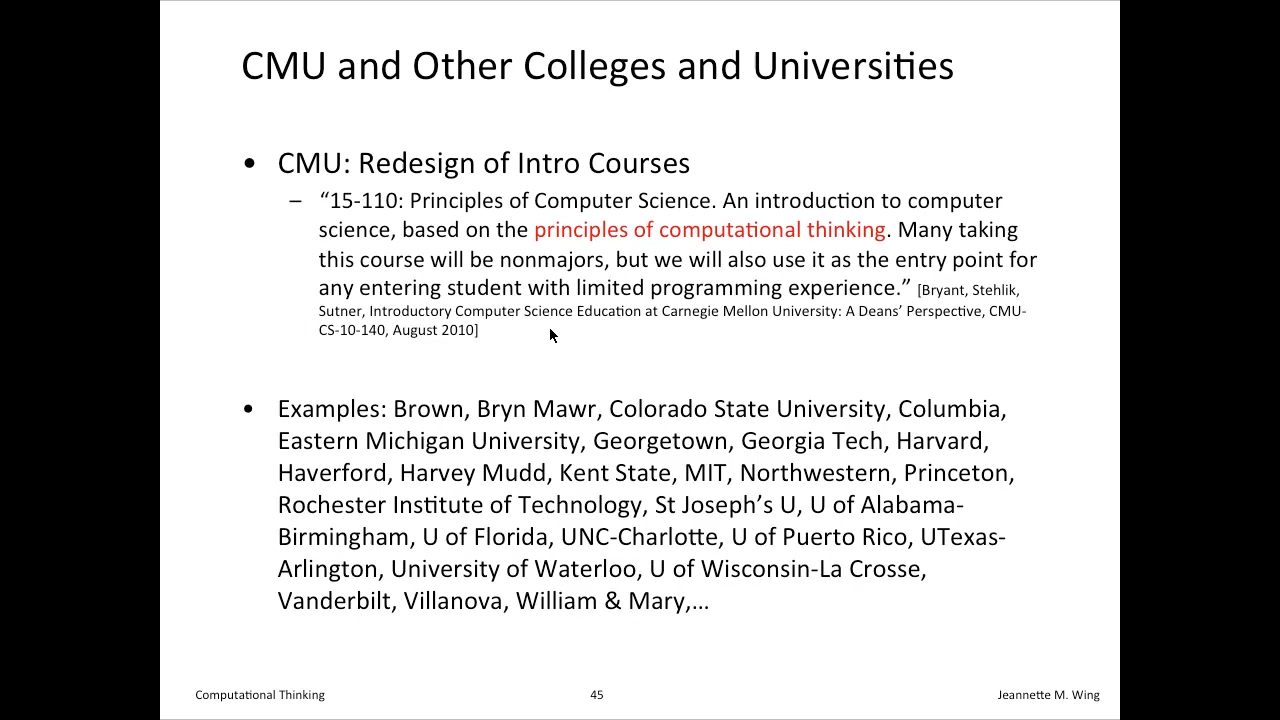 CMU and Other Colleges and Universities
• CMU: Redesign of Intro Courses
– “15-110: Principles of Computer Science. An introduction to computer
science, based on the principles of computational thinking. Many taking
this course will be nonmajors, but we will also use it as the entry point for
any entering student with limited programming experience.” [Bryant, Stehlik,
Sutner, Introductory Computer Science Education at Carnegie Mellon University: A Deans’ Perspective, CMU-
CS-10-140, August 2010]
• Examples: Brown, Bryn Mawr, Colorado State University, Columbia,
Eastern Michigan University, Georgetown, Georgia Tech, Harvard,
Haverford, Harvey Mudd, Kent State, MIT, Northwestern, Princeton,
Rochester Institute of Technology, St Joseph’s U, U of Alabama-
Birmingham, U of Florida, UNC-Charlotte, U of Puerto Rico, UTexas-
Arlington, University of Waterloo, U of Wisconsin-La Crosse,
Vanderbilt, Villanova, William & Mary,...
Computational Thinking 45 Jeannette M. Wing